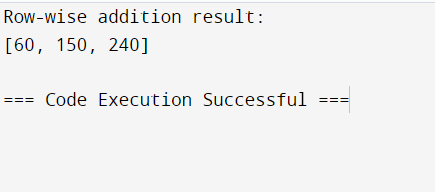 Row-wise addition result:
[60, 150, 240]
=== Code Execution Successful ===